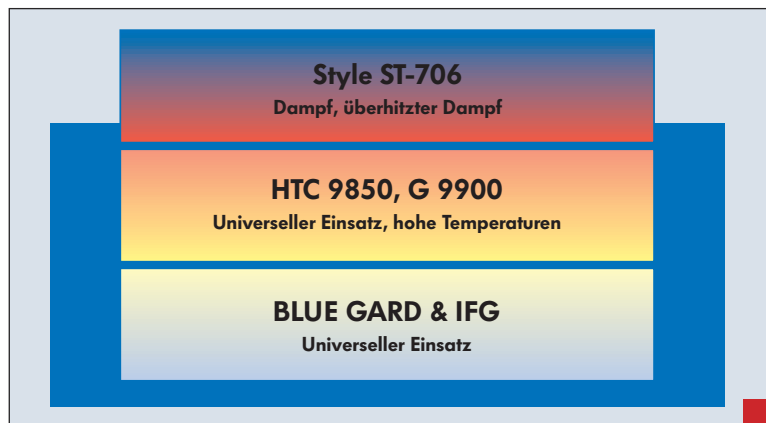 Style ST-706
Dampf, überhitzter Dampf
HTC 9850, G 9900
Universeller Einsatz, hohe Temperaturen
BLUE GARD & IFG
Universeller Einsatz